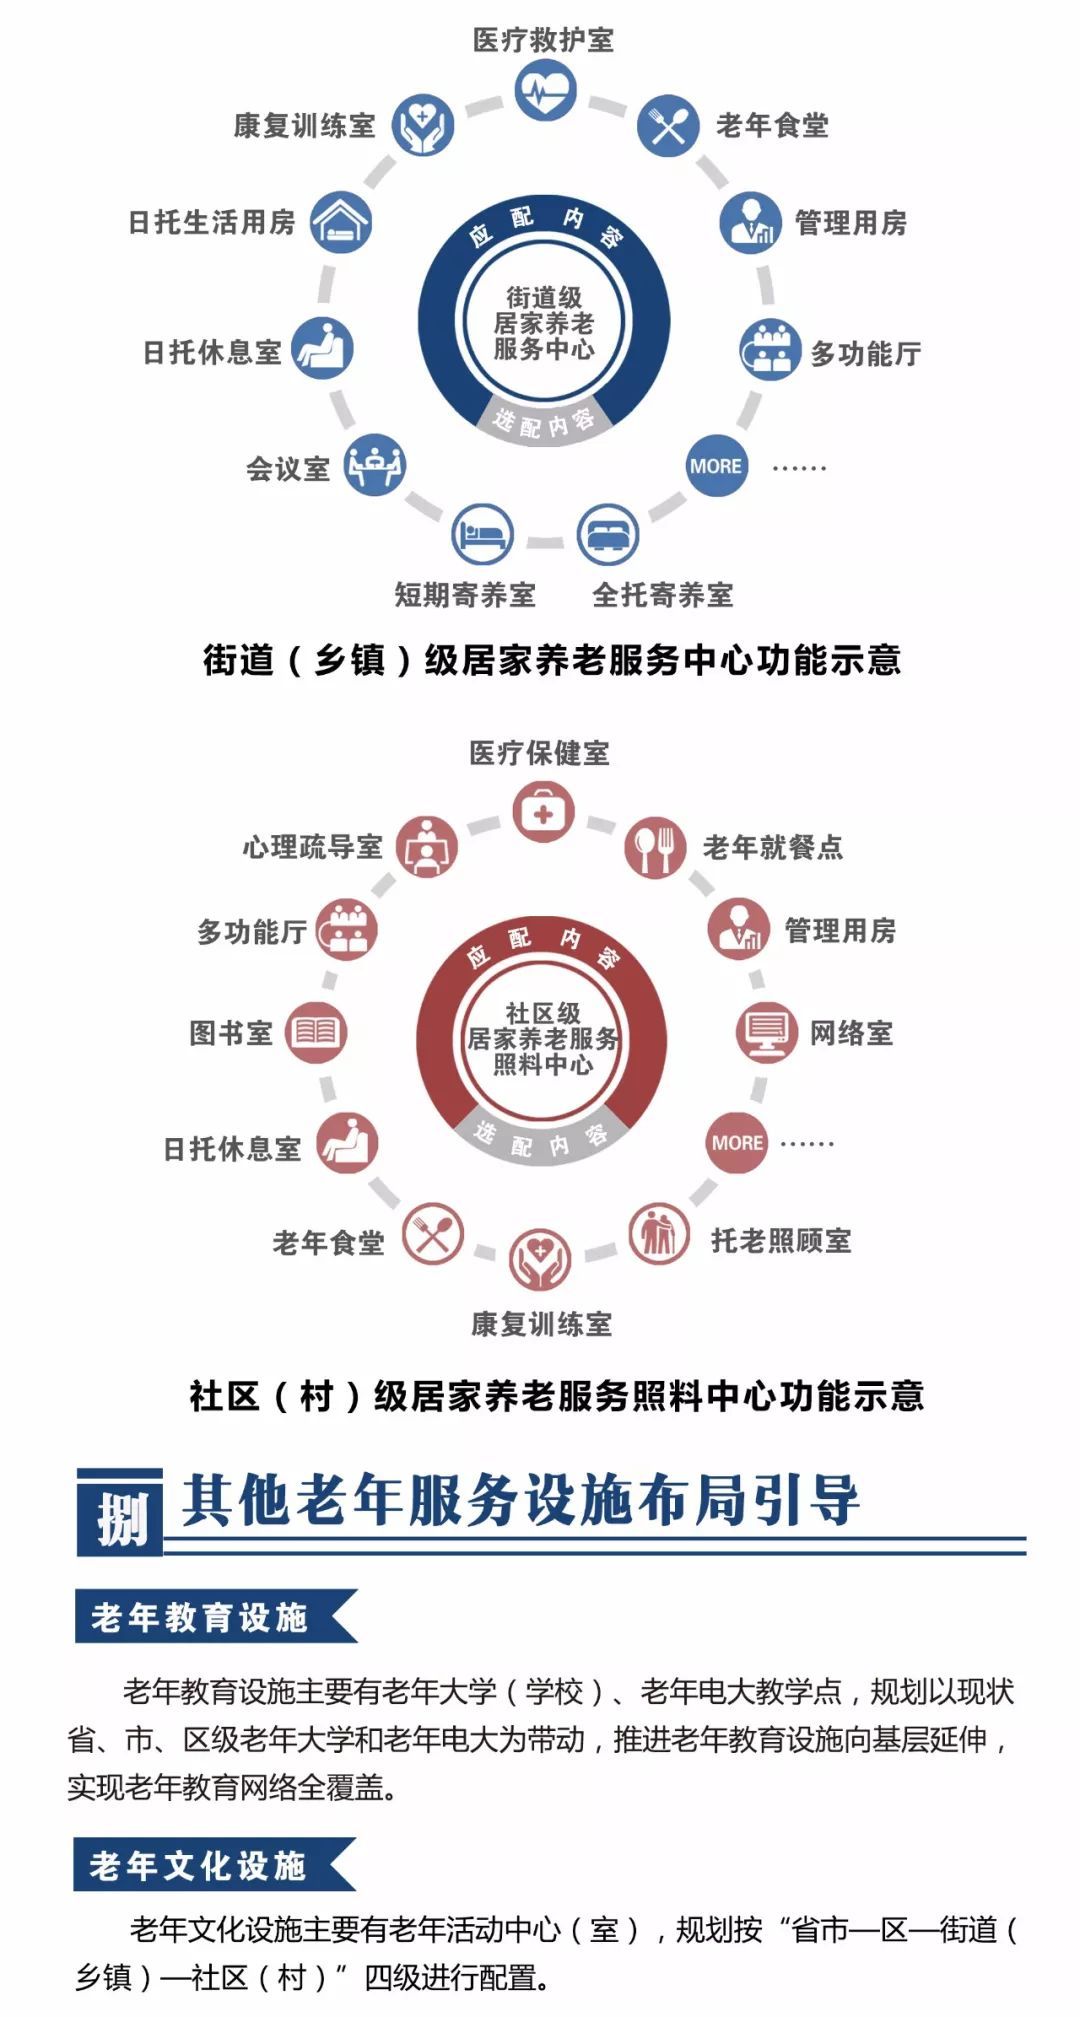 医疗救护室
康复训练室
老年食堂
日托生活用房
管理用房
应配内容
街道级
居家养老
服务中心
选配内容
日托休息室
多功能厅
会议室
MORE ……
短期寄养室
全托寄养室
街道（乡镇）级居家养老服务中心功能示意
医疗保健室
心理疏导室
老年就餐点
多功能厅
管理用房
应配内容
社区级
居家养老服务
照料中心
选配内容
图书室
网络室
日托休息室
MORE ……
老年食堂
托老照顾室
康复训练室
社区（村）级居家养老服务照料中心功能示意
捌 其他老年服务设施布局引导
老年教育设施
老年教育设施主要有老年大学（学校）、老年电大教学点，规划以现状
省、市、区级老年大学和老年电大为带动，推进老年教育设施向基层延伸，
实现老年教育网络全覆盖。
老年文化设施
老年文化设施主要有老年活动中心（室），规划按“省市—区—街道（
乡镇）—社区（村）”四级进行配置。